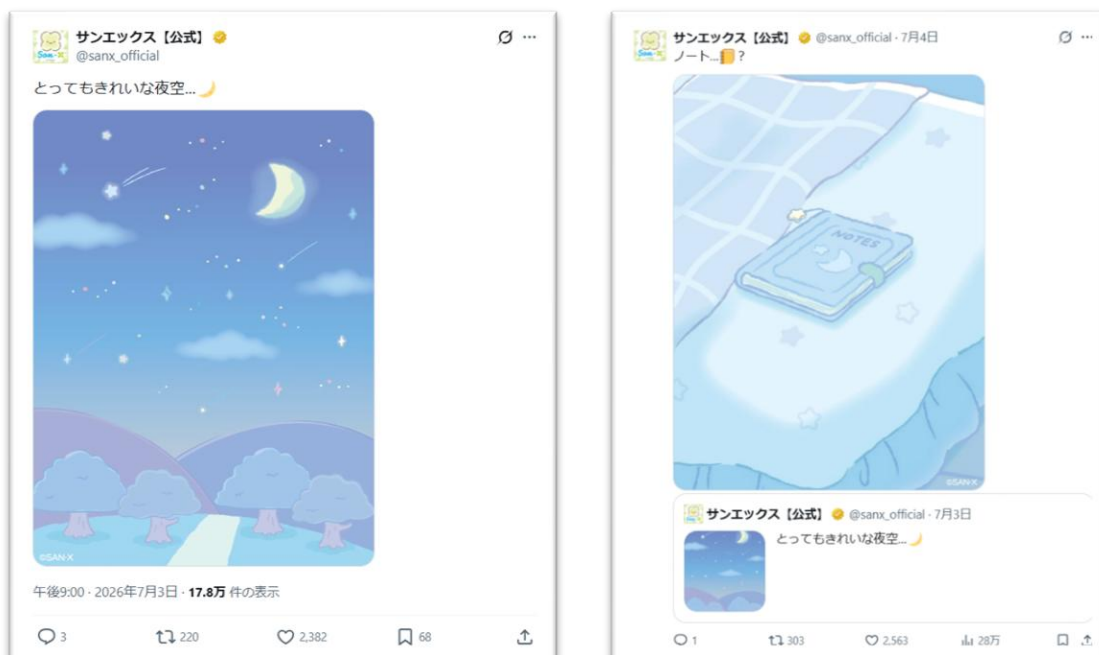 サンエックス【公式】
@sanx_official
とってもきれいな夜空...🌙
©SAN-X
午後9:00 · 2026年7月3日 · 17.8万 件の表示
3 220 2,382 68
サンエックス【公式】 @sanx_official · 7月4日
ノート...📔？
NOTES
©SAN-X
サンエックス【公式】 @sanx_official · 7月3日
とってもきれいな夜空...🌙
1 303 2,563 28万